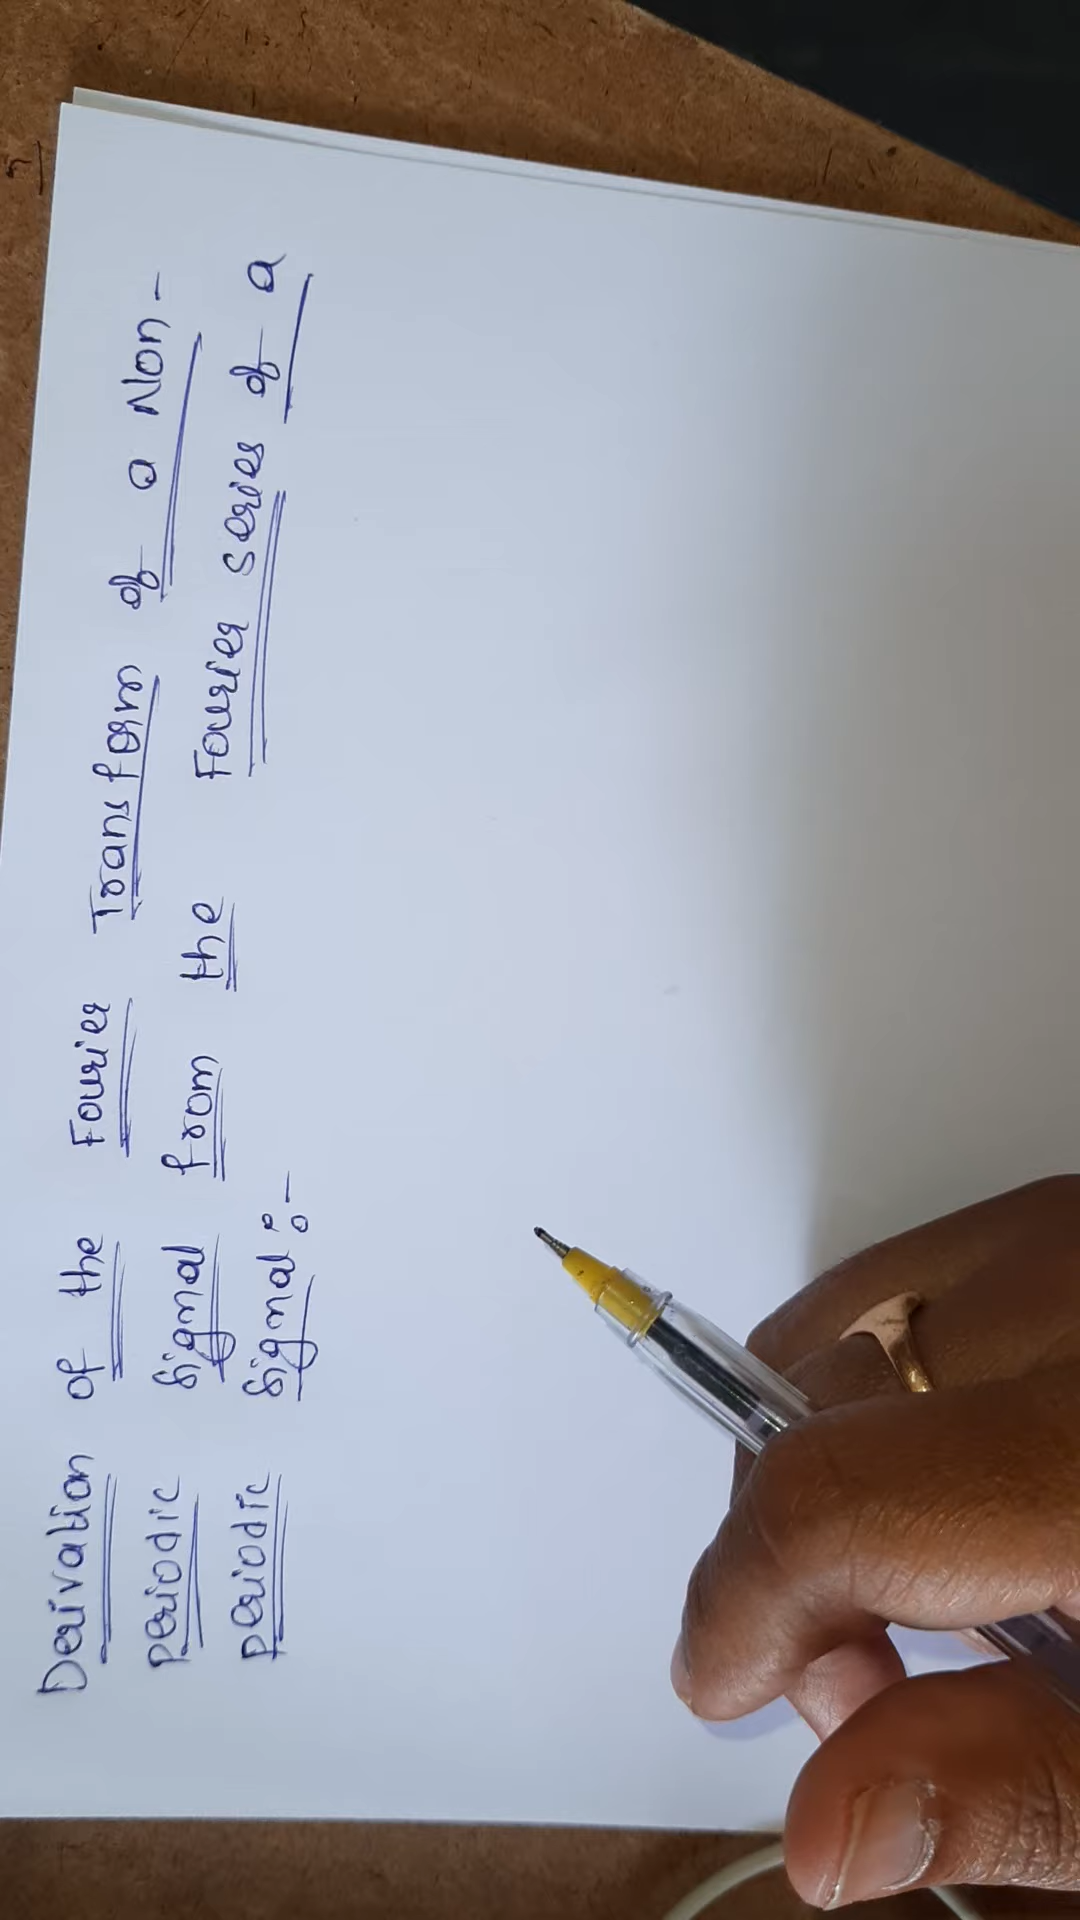 Derivation of the Fourier Transform of a Non-
periodic signal from the Fourier series of a
periodic signal :-